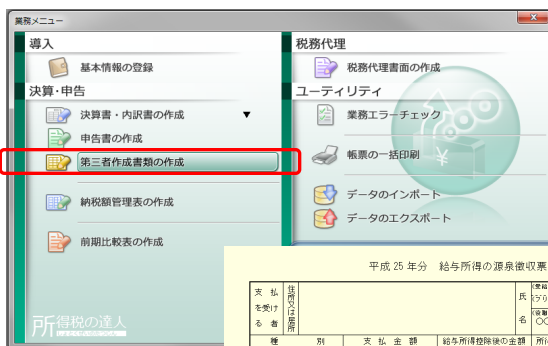 業務メニュー
導入
基本情報の登録
決算・申告
決算書・内訳書の作成 ▼
申告書の作成
第三者作成書類の作成
納税額管理表の作成
前期比較表の作成
所得税の達人
税務代理
税務代理書面の作成
ユーティリティ
業務エラーチェック
帳票の一括印刷
データのインポート
データのエクスポート
平成 25 年分 給与所得の源泉徴収票
支 払
を受け
る 者
住所又は居所
氏
名
種 別
支 払 金 額
給与所得控除後の金額